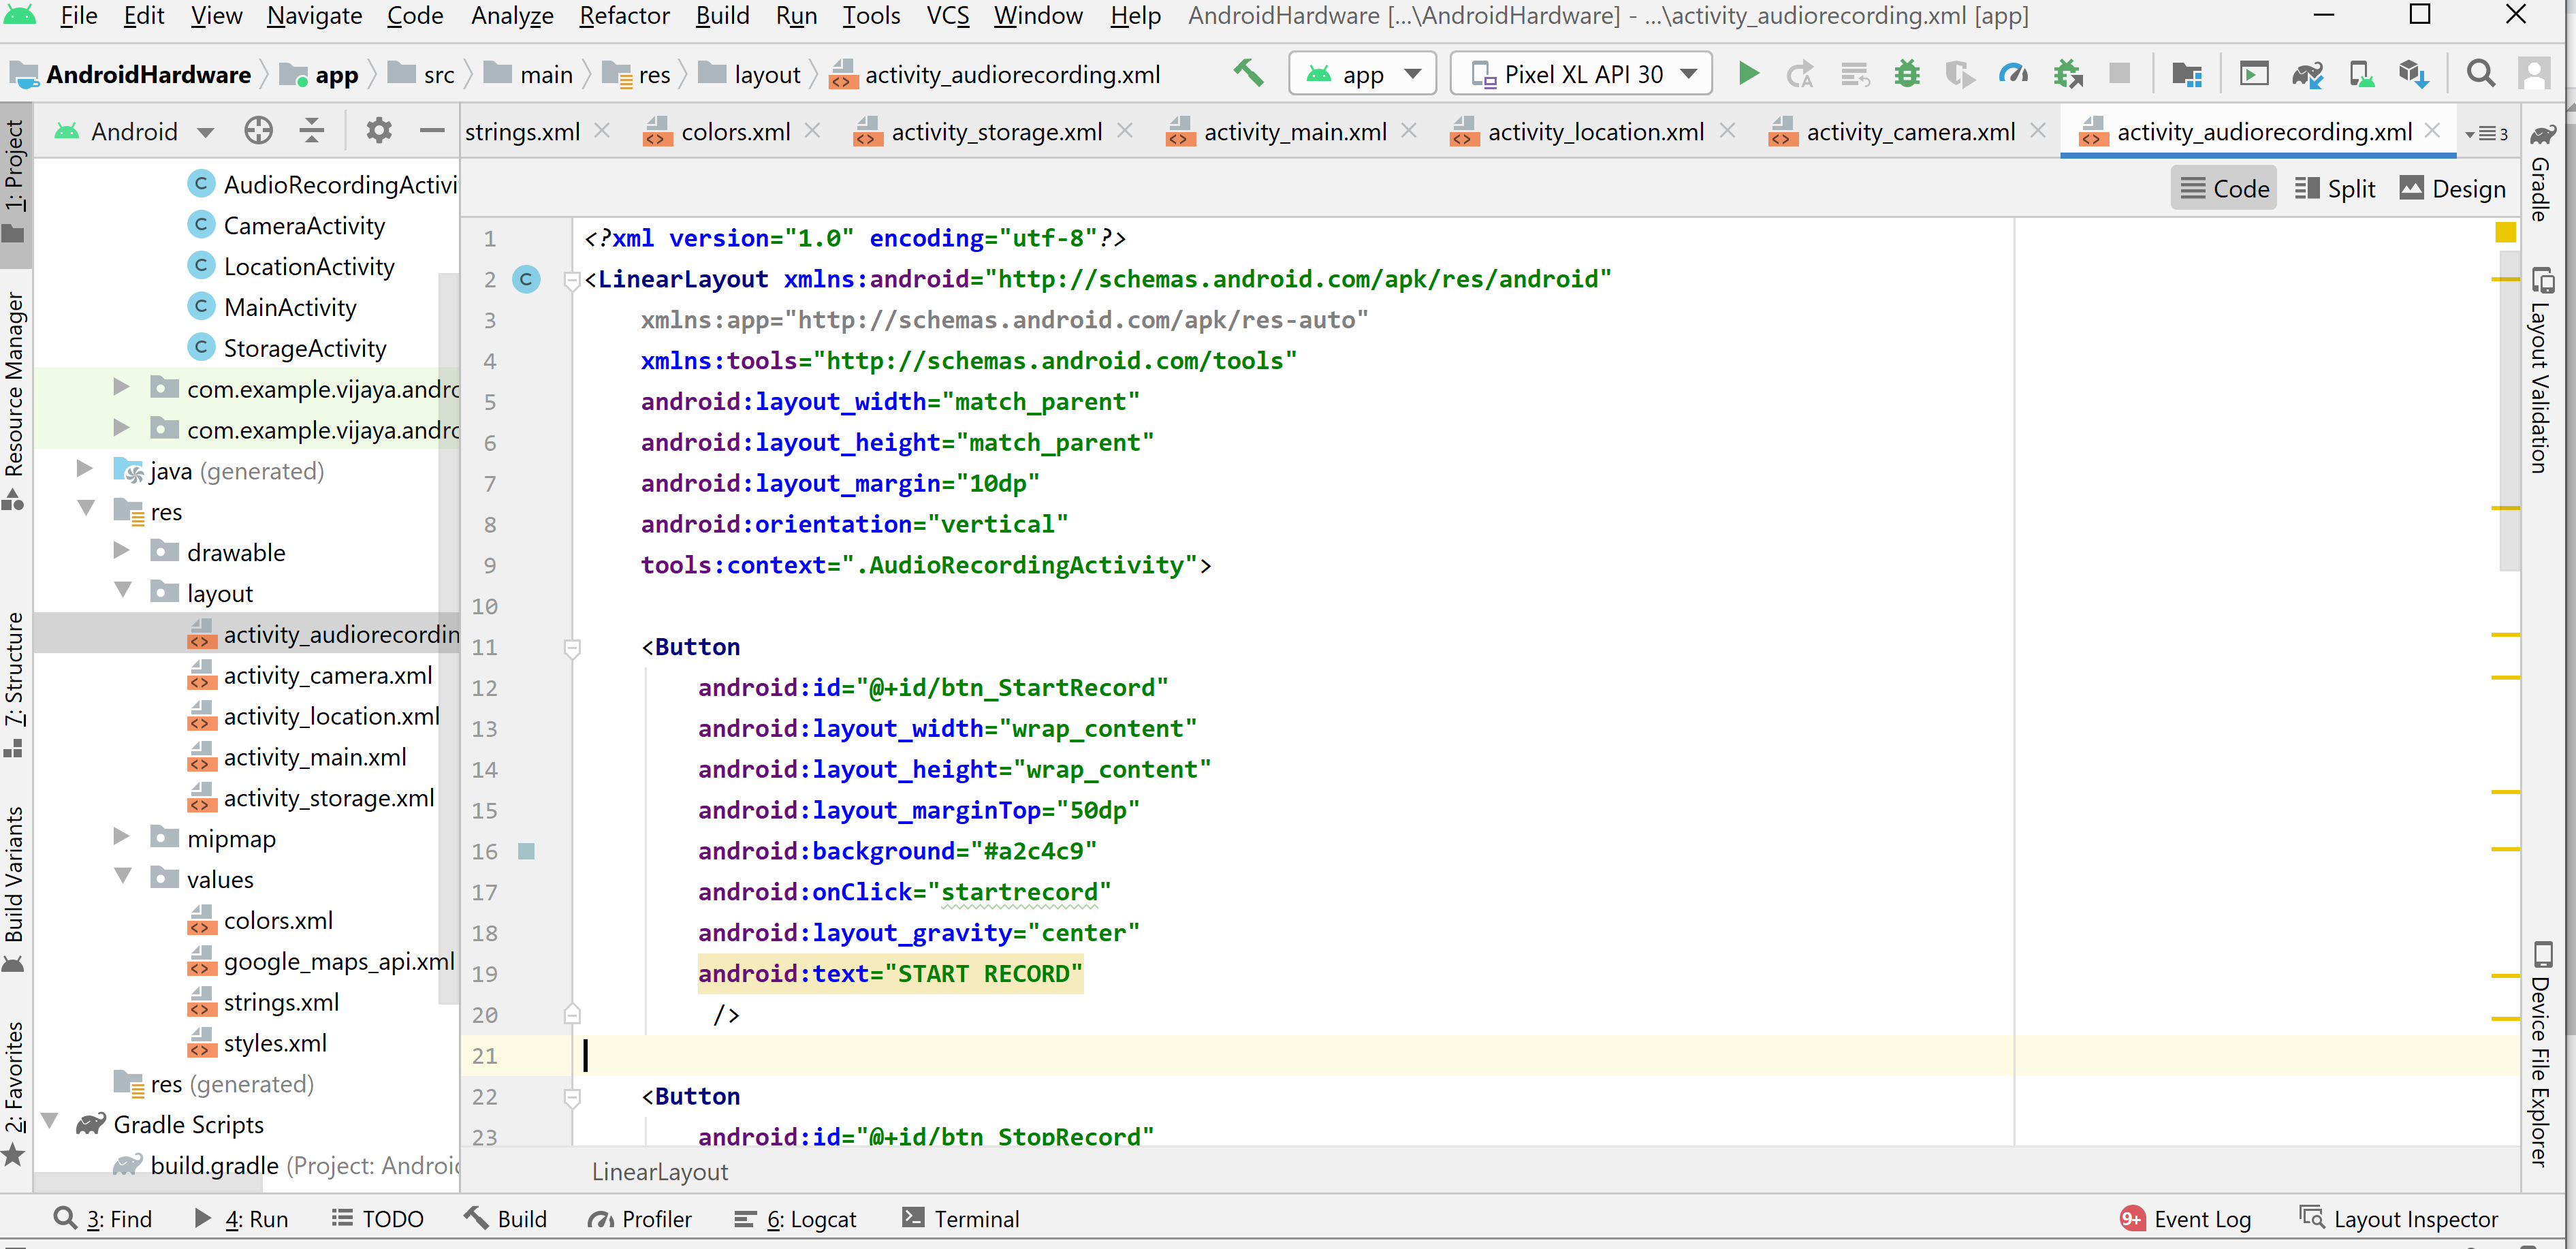 File Edit View Navigate Code Analyze Refactor Build Run Tools VCS Window Help AndroidHardware [...\AndroidHardware] - ...\activity_audiorecording.xml [app]
AndroidHardware app src main res layout activity_audiorecording.xml app Pixel XL API 30
Android strings.xml colors.xml activity_storage.xml activity_main.xml activity_location.xml activity_camera.xml activity_audiorecording.xml 3
Code Split Design
1: Project
Resource Manager
7: Structure
Build Variants
2: Favorites
AudioRecordingActivi
CameraActivity
LocationActivity
MainActivity
StorageActivity
com.example.vijaya.andro
com.example.vijaya.andro
java (generated)
res
drawable
layout
activity_audiorecordin
activity_camera.xml
activity_location.xml
activity_main.xml
activity_storage.xml
mipmap
values
colors.xml
google_maps_api.xml
strings.xml
styles.xml
res (generated)
Gradle Scripts
build.gradle (Project: Android
1 <?xml version="1.0" encoding="utf-8"?>
2 C <LinearLayout xmlns:android="http://schemas.android.com/apk/res/android"
3 xmlns:app="http://schemas.android.com/apk/res-auto"
4 xmlns:tools="http://schemas.android.com/tools"
5 android:layout_width="match_parent"
6 android:layout_height="match_parent"
7 android:layout_margin="10dp"
8 android:orientation="vertical"
9 tools:context=".AudioRecordingActivity">
10
11 <Button
12 android:id="@+id/btn_StartRecord"
13 android:layout_width="wrap_content"
14 android:layout_height="wrap_content"
15 android:layout_marginTop="50dp"
16 android:background="#a2c4c9"
17 android:onClick="startrecord"
18 android:layout_gravity="center"
19 android:text="START RECORD"
20 />
21
22 <Button
23 android:id="@+id/btn_StopRecord"
LinearLayout
Gradle
Layout Validation
Device File Explorer
3: Find 4: Run TODO Build Profiler 6: Logcat Terminal 9+ Event Log Layout Inspector